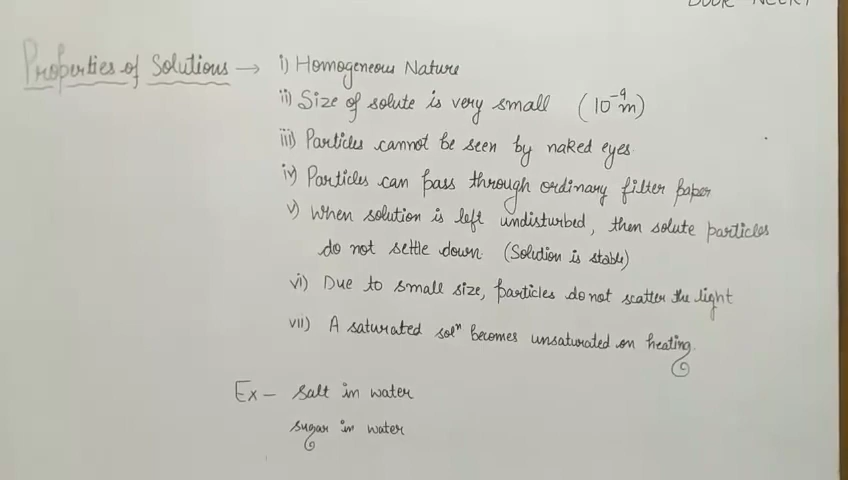 BOOK - NCERT
Properties of Solutions → i) Homogeneous Nature
ii) Size of solute is very small (10⁻⁹m)
iii) Particles cannot be seen by naked eyes.
iv) Particles can pass through ordinary filter paper
v) When solution is left undisturbed, then solute particles
do not settle down. (Solution is stable)
vi) Due to small size, particles do not scatter the light
vii) A saturated solⁿ becomes unsaturated on heating.
Ex – Salt in water
sugar in water